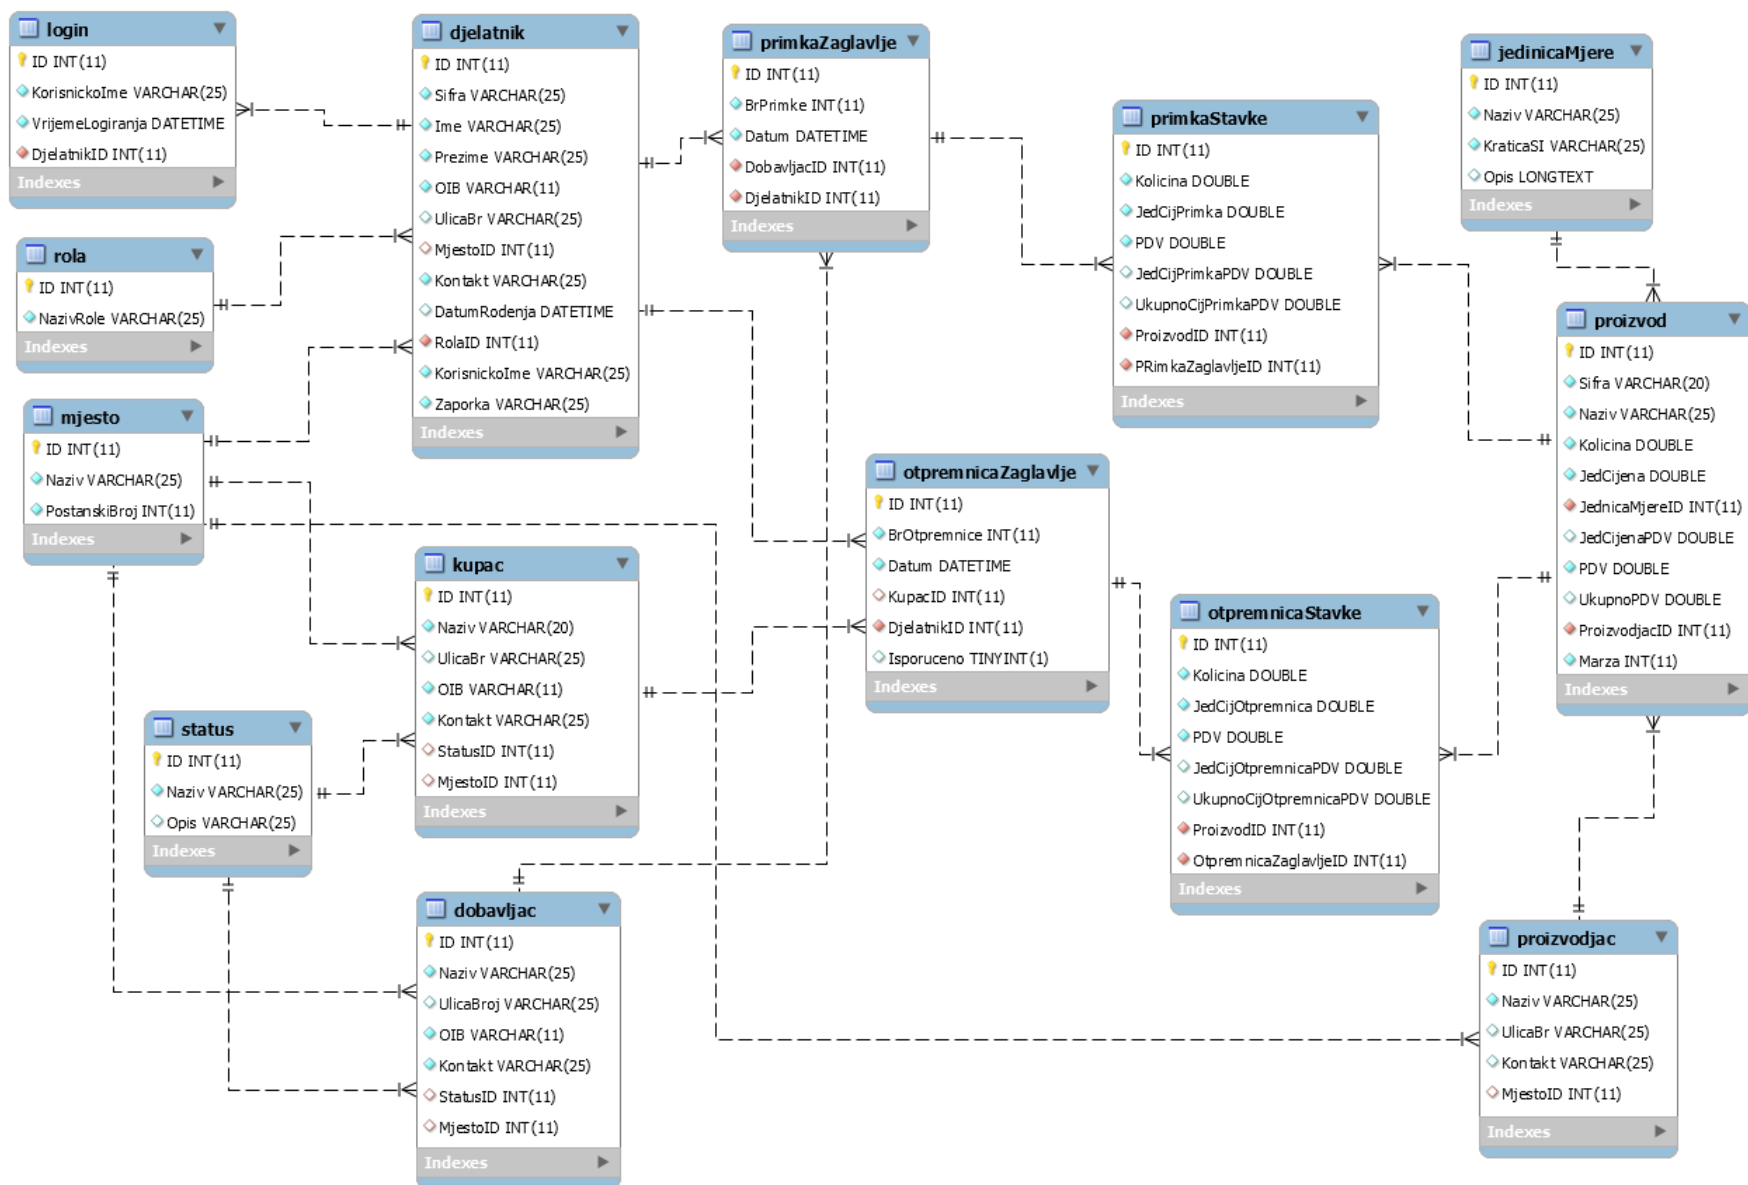 login
ID INT(11)
KorisnickoIme VARCHAR(25)
VrijemeLogiranja DATETIME
DjelatnikID INT(11)
Indexes
rola
ID INT(11)
NazivRole VARCHAR(25)
Indexes
mjesto
ID INT(11)
Naziv VARCHAR(25)
PostanskiBroj INT(11)
Indexes
status
ID INT(11)
Naziv VARCHAR(25)
Opis VARCHAR(25)
Indexes
djelatnik
ID INT(11)
Sifra VARCHAR(25)
Ime VARCHAR(25)
Prezime VARCHAR(25)
OIB VARCHAR(11)
UlicaBr VARCHAR(25)
MjestoID INT(11)
Kontakt VARCHAR(25)
DatumRodenja DATETIME
RolaID INT(11)
KorisnickoIme VARCHAR(25)
Zaporka VARCHAR(25)
Indexes
kupac
ID INT(11)
Naziv VARCHAR(20)
UlicaBr VARCHAR(25)
OIB VARCHAR(11)
Kontakt VARCHAR(25)
StatusID INT(11)
MjestoID INT(11)
Indexes
dobavljac
ID INT(11)
Naziv VARCHAR(25)
UlicaBroj VARCHAR(25)
OIB VARCHAR(11)
Kontakt VARCHAR(25)
StatusID INT(11)
MjestoID INT(11)
Indexes
primkaZaglavlje
ID INT(11)
BrPrimke INT(11)
Datum DATETIME
DobavljacID INT(11)
DjelatnikID INT(11)
Indexes
otpremnicaZaglavlje
ID INT(11)
BrOtpremnice INT(11)
Datum DATETIME
KupacID INT(11)
DjelatnikID INT(11)
Isporuceno TINYINT(1)
Indexes
primkaStavke
ID INT(11)
Kolicina DOUBLE
JedCijPrimka DOUBLE
PDV DOUBLE
JedCijPrimkaPDV DOUBLE
UkupnoCijPrimkaPDV DOUBLE
ProizvodID INT(11)
PRimkaZaglavljeID INT(11)
Indexes
otpremnicaStavke
ID INT(11)
Kolicina DOUBLE
JedCijOtpremnica DOUBLE
PDV DOUBLE
JedCijOtpremnicaPDV DOUBLE
UkupnoCijOtpremnicaPDV DOUBLE
ProizvodID INT(11)
OtpremnicaZaglavljeID INT(11)
Indexes
jedinicaMjere
ID INT(11)
Naziv VARCHAR(25)
KraticaSI VARCHAR(25)
Opis LONGTEXT
Indexes
proizvod
ID INT(11)
Sifra VARCHAR(20)
Naziv VARCHAR(25)
Kolicina DOUBLE
JedCijena DOUBLE
JednicaMjereID INT(11)
JedCijenaPDV DOUBLE
PDV DOUBLE
UkupnoPDV DOUBLE
ProizvodjacID INT(11)
Marza INT(11)
Indexes
proizvodjac
ID INT(11)
Naziv VARCHAR(25)
UlicaBr VARCHAR(25)
Kontakt VARCHAR(25)
MjestoID INT(11)
Indexes